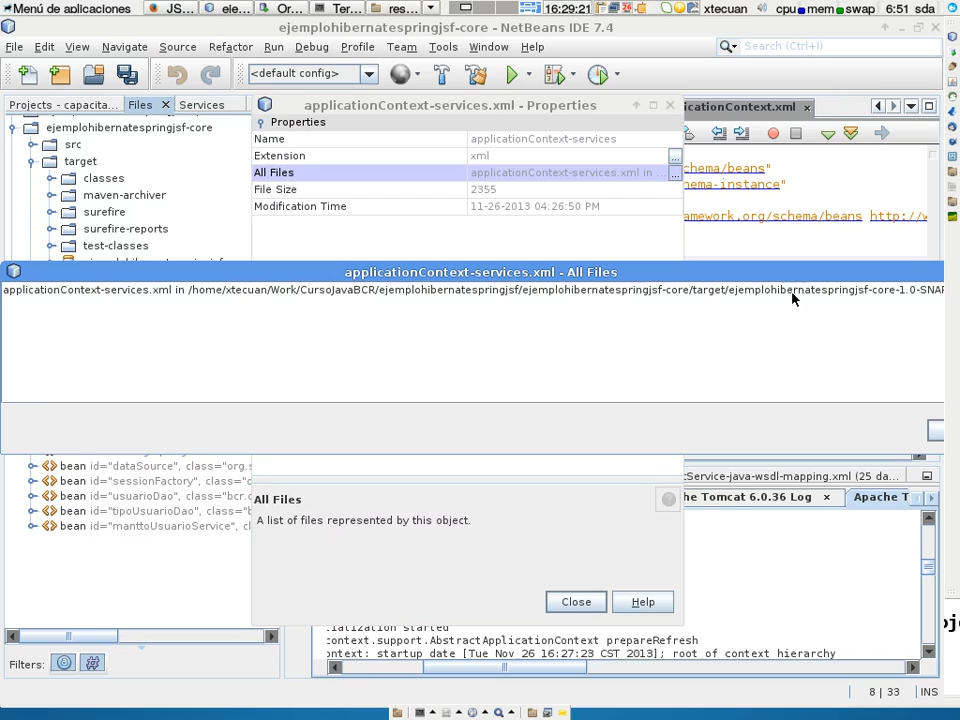 Menú de aplicaciones JS... ele... Or... Ter... res... 16:29:21 xtecuan cpu mem swap 6:51 sda
ejemplohibernatespringjsf-core - NetBeans IDE 7.4
File Edit View Navigate Source Refactor Run Debug Profile Team Tools Window Help Search (Ctrl+I)
<default config>
Projects - capacita... Files Services
applicationContext-services.xml - Properties
icationContext.xml
ejemplohibernatespringjsf-core
Properties
src
Name applicationContext-services
target
Extension xml ...
classes
All Files applicationContext-services.xml in ... ...
chema/beans"
maven-archiver
File Size 2355
hema-instance"
surefire
Modification Time 11-26-2013 04:26:50 PM
surefire-reports
amework.org/schema/beans http://w
test-classes
applicationContext-services.xml - All Files
applicationContext-services.xml in /home/xtecuan/Work/CursoJavaBCR/ejemplohibernatespringjsf/ejemplohibernatespringjsf-core/target/ejemplohibernatespringjsf-core-1.0-SNAP
bean id="dataSource", class="org.s
bean id="sessionFactory", class="o
bean id="usuarioDao", class="bcr.
bean id="tipoUsuarioDao", class="b
bean id="manttoUsuarioService", cl
Service-java-wsdl-mapping.xml (25 da...
he Tomcat 6.0.36 Log Apache T
All Files
A list of files represented by this object.
Close Help
ialization started
context.support.AbstractApplicationContext prepareRefresh
ontext: startup date [Tue Nov 26 16:27:23 CST 2013]; root of context hierarchy
Filters:
8 | 33 INS